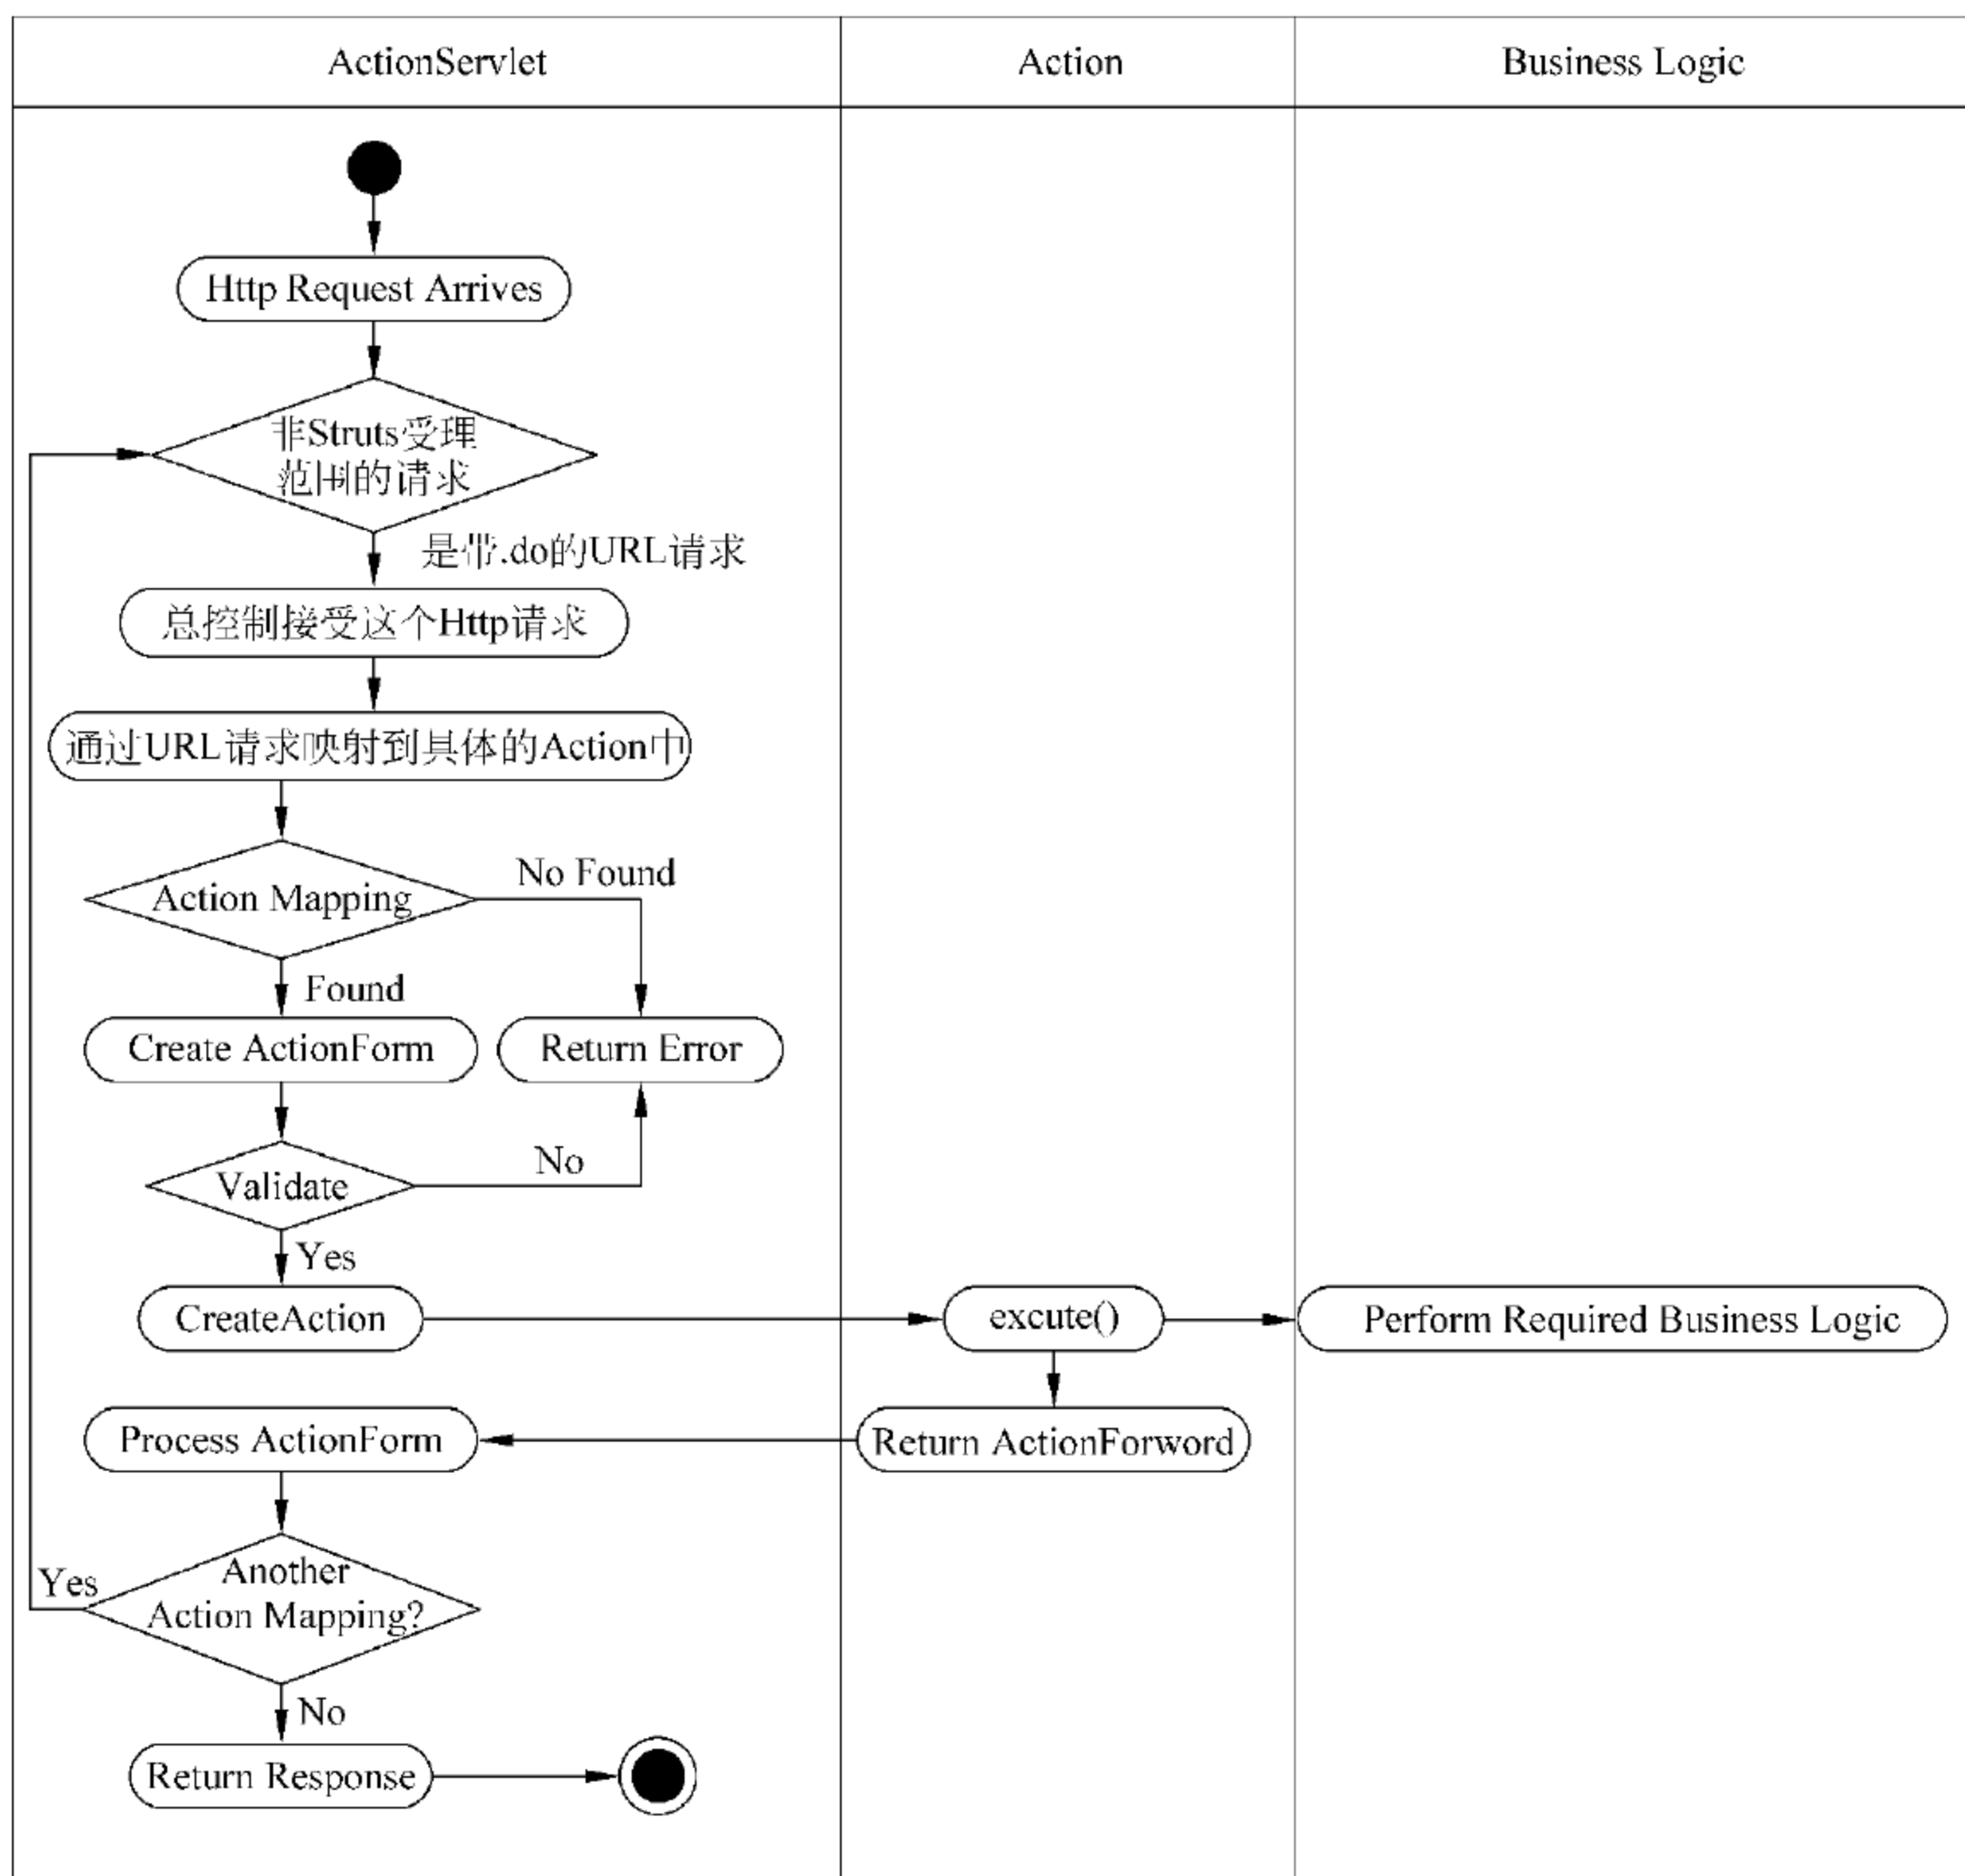 ActionServlet
Action
Business Logic
Http Request Arrives
非Struts受理
范围的请求
是带.do的URL请求
总控制接受这个Http请求
通过URL请求映射到具体的Action中
Action Mapping
No Found
Found
Create ActionForm
Return Error
Validate
No
Yes
CreateAction
excute()
Perform Required Business Logic
Process ActionForm
Return ActionForword
Another
Action Mapping?
Yes
No
Return Response